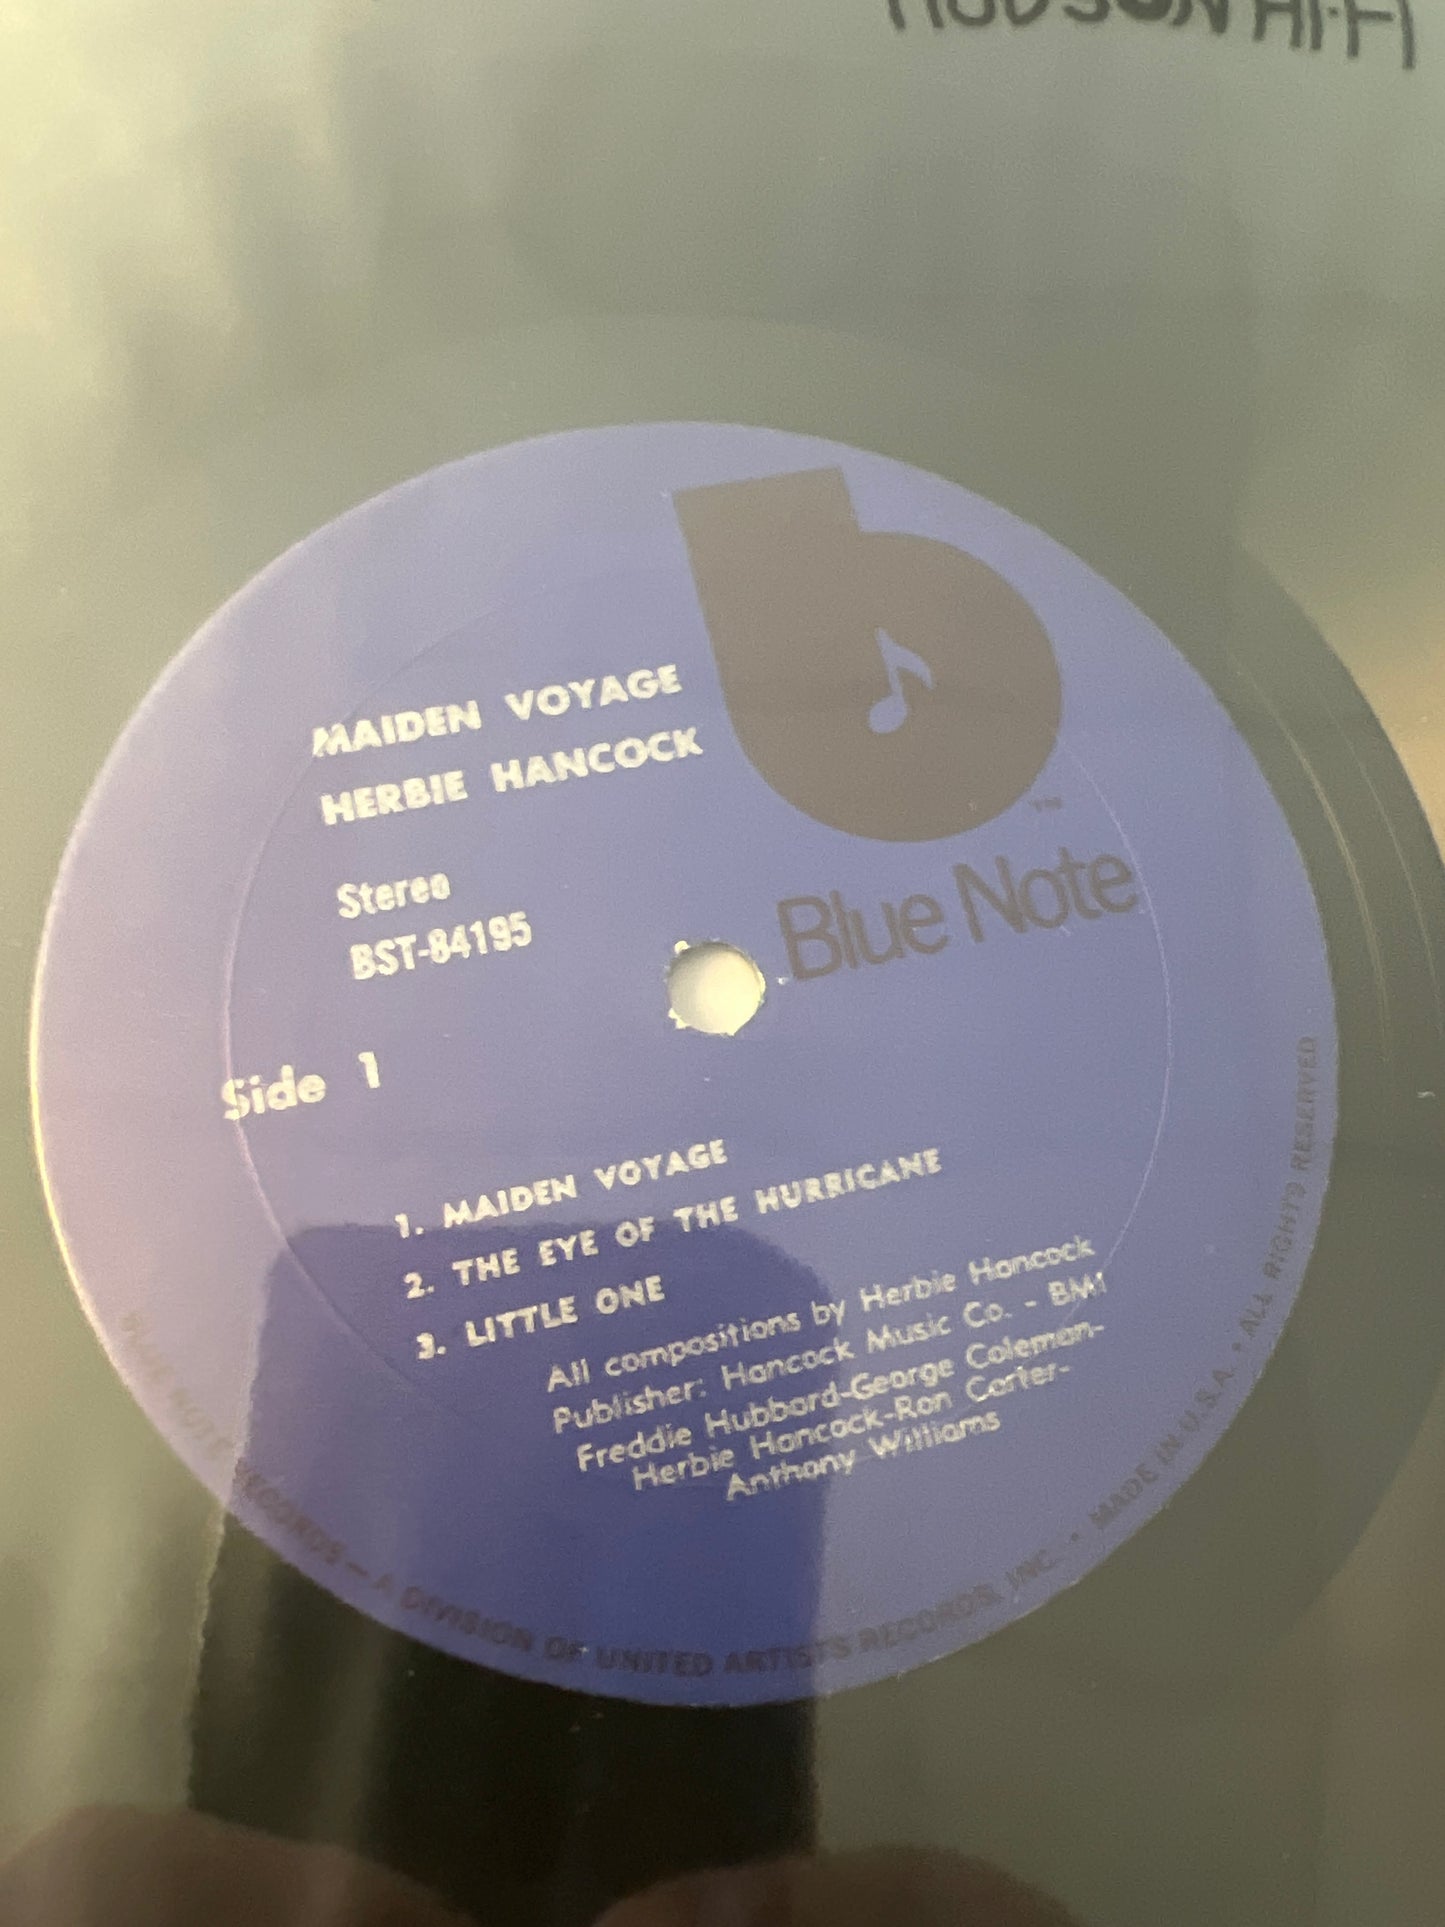 HUDSON HI-FI
MAIDEN VOYAGE
HERBIE HANCOCK
Stereo
BST-84195
TM
Blue Note
Side 1
1. MAIDEN VOYAGE
2. THE EYE OF THE HURRICANE
3. LITTLE ONE
All compositions by Herbie Hancock
Publisher: Hancock Music Co. - BMI
Freddie Hubbard-George Coleman-
Herbie Hancock-Ron Carter-
Anthony Williams
BLUE NOTE RECORDS — A DIVISION OF UNITED ARTISTS RECORDS, INC. • MADE IN U.S.A. • ALL RIGHTS RESERVED